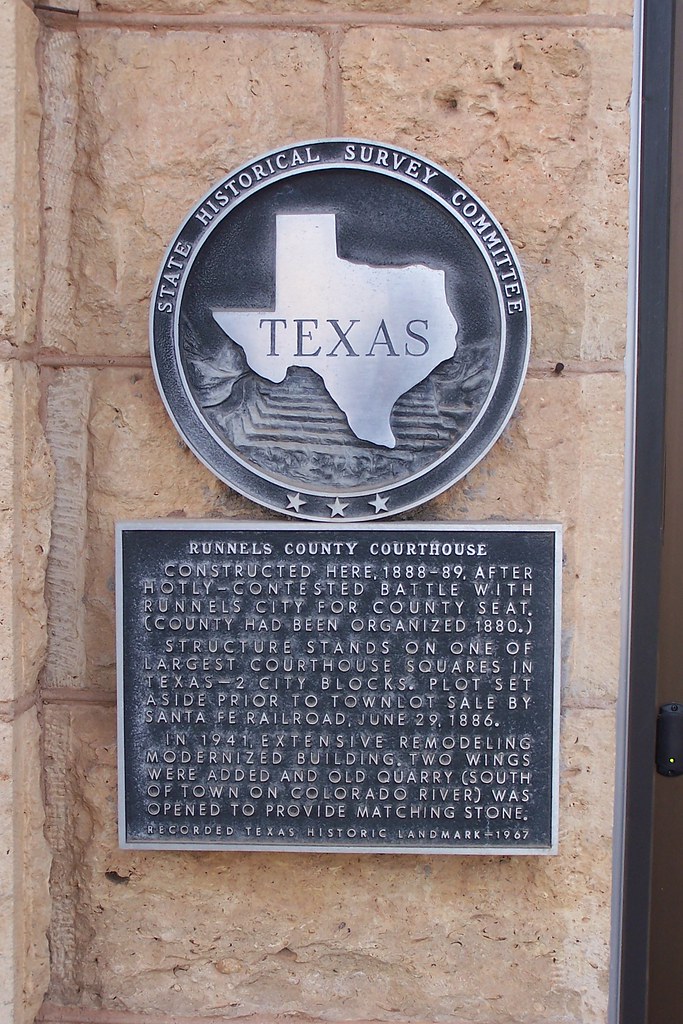 STATE HISTORICAL SURVEY COMMITTEE
TEXAS
RUNNELS COUNTY COURTHOUSE
CONSTRUCTED HERE, 1888-89, AFTER
HOTLY-CONTESTED BATTLE WITH
RUNNELS CITY FOR COUNTY SEAT.
(COUNTY HAD BEEN ORGANIZED 1880.)
STRUCTURE STANDS ON ONE OF
LARGEST COURTHOUSE SQUARES IN
TEXAS—2 CITY BLOCKS. PLOT SET
ASIDE PRIOR TO TOWNLOT SALE BY
SANTA FE RAILROAD, JUNE 29, 1886.
IN 1941, EXTENSIVE REMODELING
MODERNIZED BUILDING. TWO WINGS
WERE ADDED AND OLD QUARRY (SOUTH
OF TOWN ON COLORADO RIVER) WAS
OPENED TO PROVIDE MATCHING STONE.
RECORDED TEXAS HISTORIC LANDMARK—1967